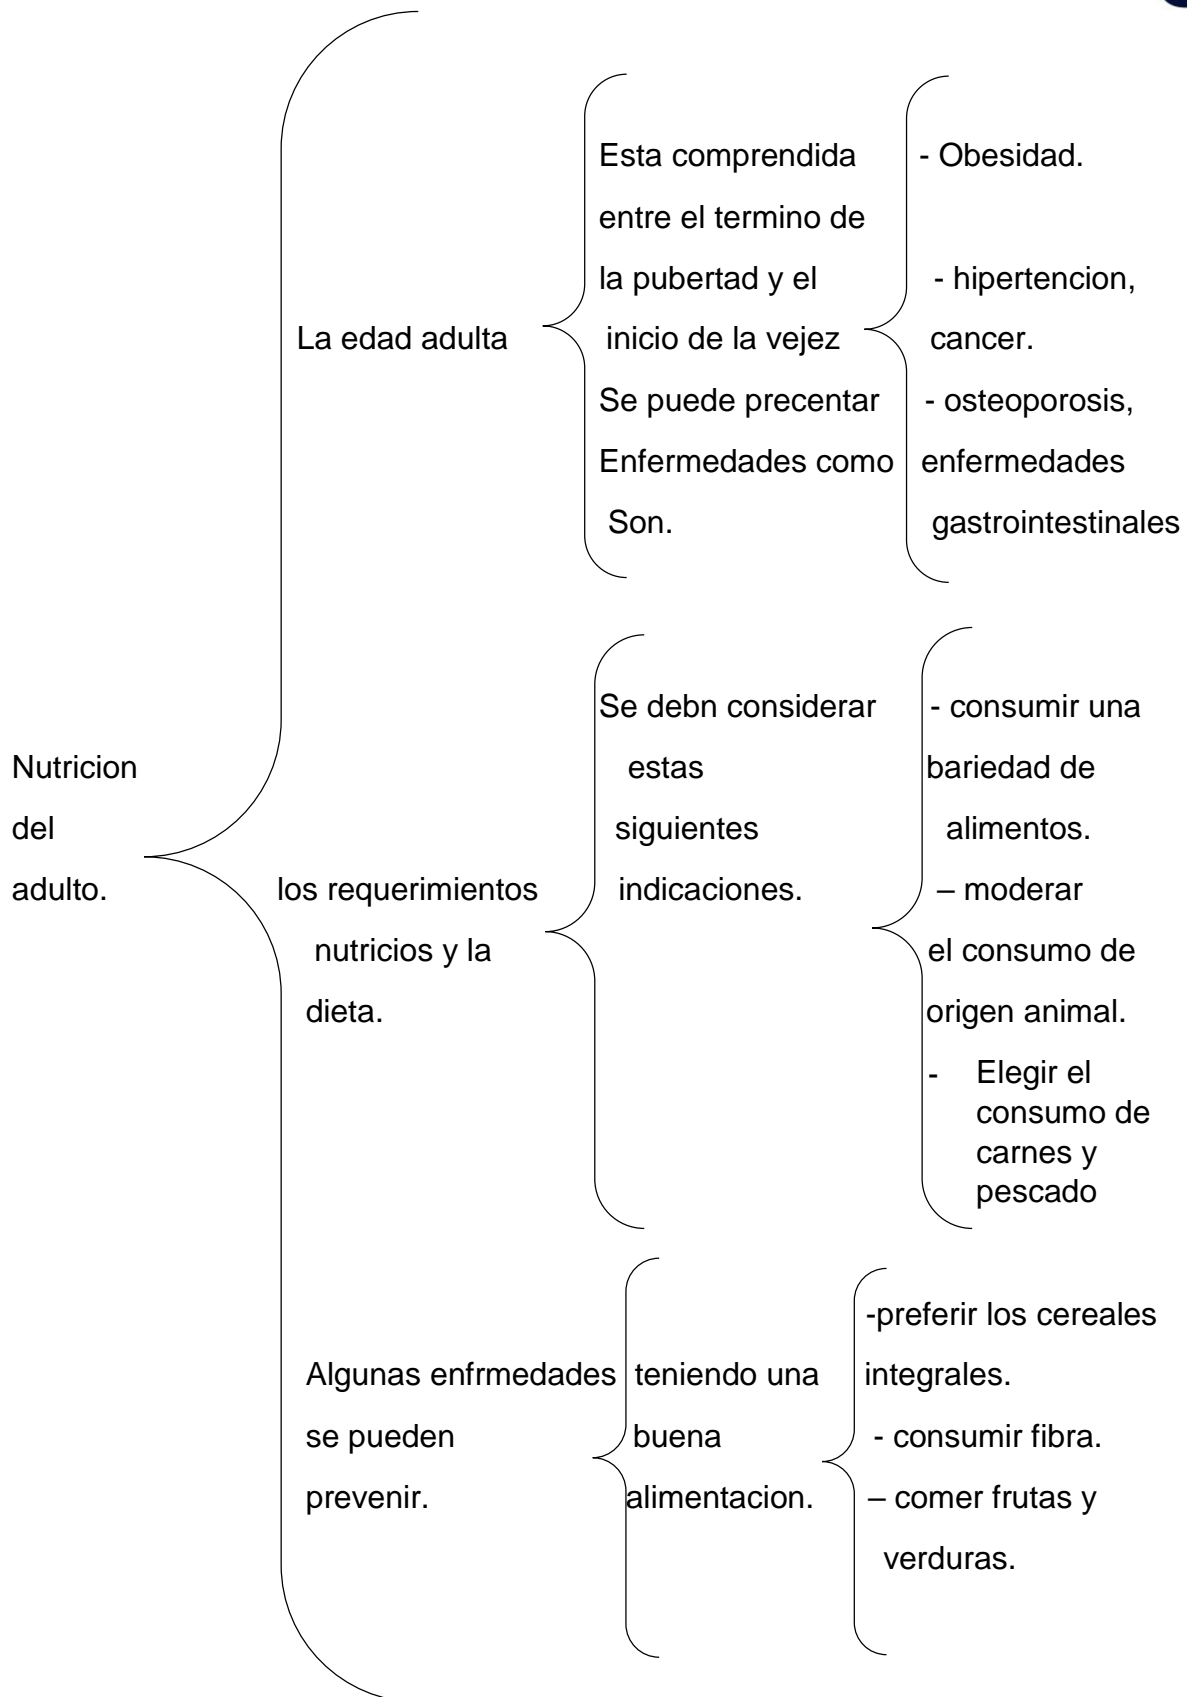 Nutricion
del
adulto.
La edad adulta
Esta comprendida
entre el termino de
la pubertad y el
inicio de la vejez
Se puede precentar
Enfermedades como
Son.
- Obesidad.
- hipertencion,
cancer.
- osteoporosis,
enfermedades
gastrointestinales
los requerimientos
nutricios y la
dieta.
Se debn considerar
estas
siguientes
indicaciones.
- consumir una
bariedad de
alimentos.
– moderar
el consumo de
origen animal.
- Elegir el
consumo de
carnes y
pescado
Algunas enfrmedades
se pueden
prevenir.
teniendo una
buena
alimentacion.
-preferir los cereales
integrales.
- consumir fibra.
– comer frutas y
verduras.